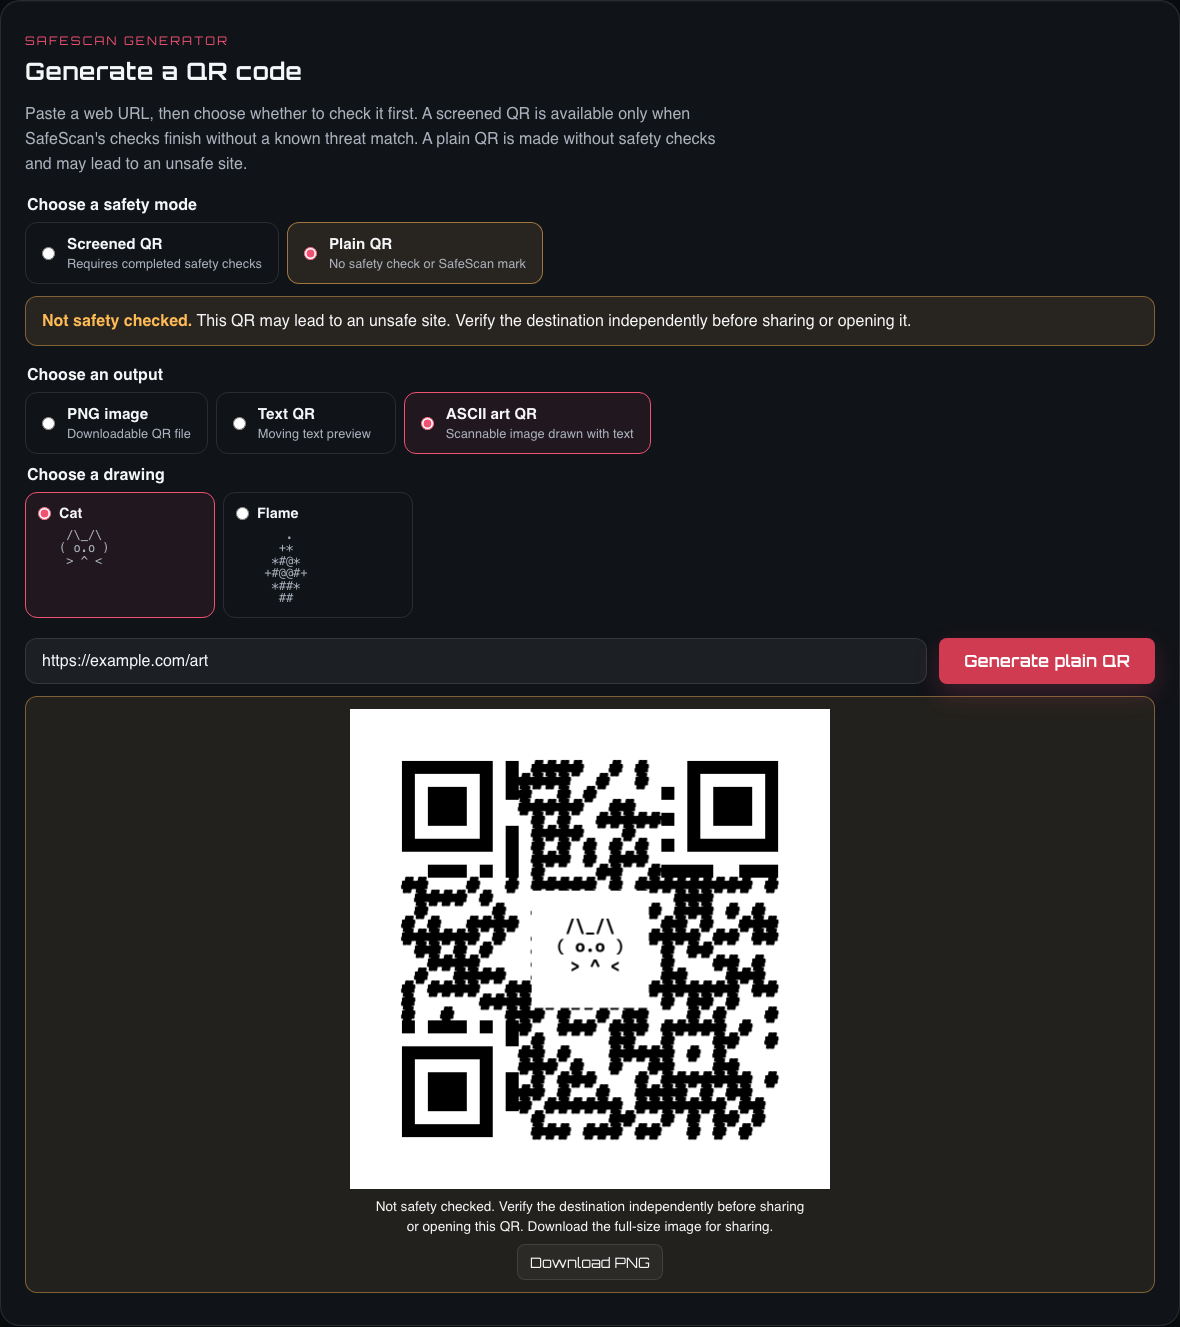 SAFESCAN GENERATOR
Generate a QR code
Paste a web URL, then choose whether to check it first. A screened QR is available only when
SafeScan's checks finish without a known threat match. A plain QR is made without safety checks
and may lead to an unsafe site.
Choose a safety mode
Screened QR
Requires completed safety checks
Plain QR
No safety check or SafeScan mark
Not safety checked. This QR may lead to an unsafe site. Verify the destination independently before sharing or opening it.
Choose an output
PNG image
Downloadable QR file
Text QR
Moving text preview
ASCII art QR
Scannable image drawn with text
Choose a drawing
Cat
/\_/\
( o.o )
> ^ <
Flame
.
+*
*#@*
+#@@#+
*##*
##
https://example.com/art
Generate plain QR
/\_/\
( o.o )
> ^ <
Not safety checked. Verify the destination independently before sharing
or opening this QR. Download the full-size image for sharing.
Download PNG